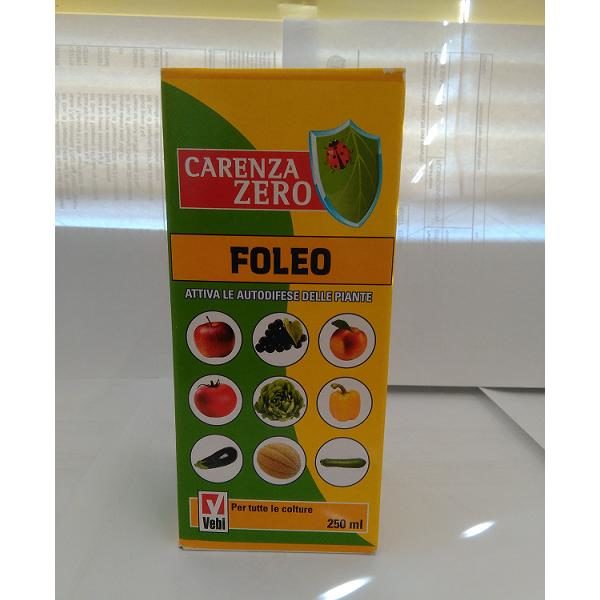 CARENZA
ZERO
FOLEO
ATTIVA LE AUTODIFESE DELLE PIANTE
Vebi
Per tutte le colture
250 ml